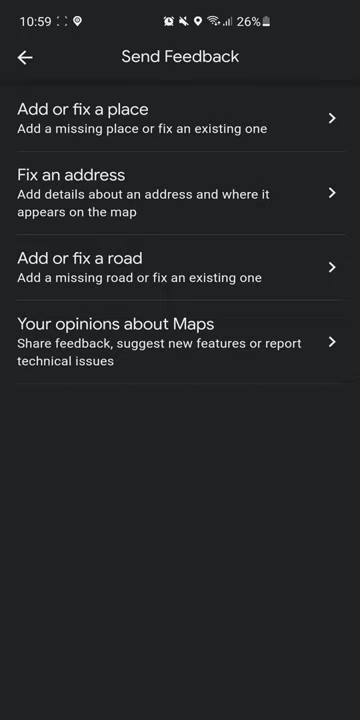 10:59 26%
Send Feedback
Add or fix a place
Add a missing place or fix an existing one
Fix an address
Add details about an address and where it
appears on the map
Add or fix a road
Add a missing road or fix an existing one
Your opinions about Maps
Share feedback, suggest new features or report
technical issues